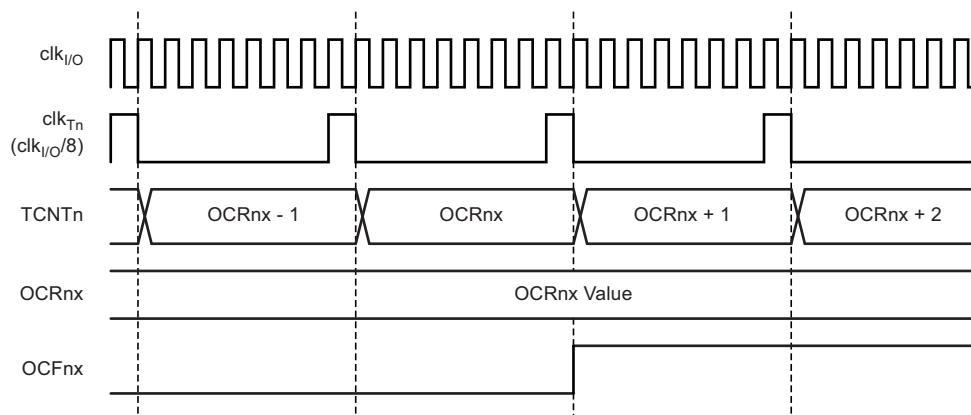 clkI/O
clkTn
(clkI/O/8)
TCNTn
OCRnx - 1
OCRnx
OCRnx + 1
OCRnx + 2
OCRnx
OCRnx Value
OCFnx